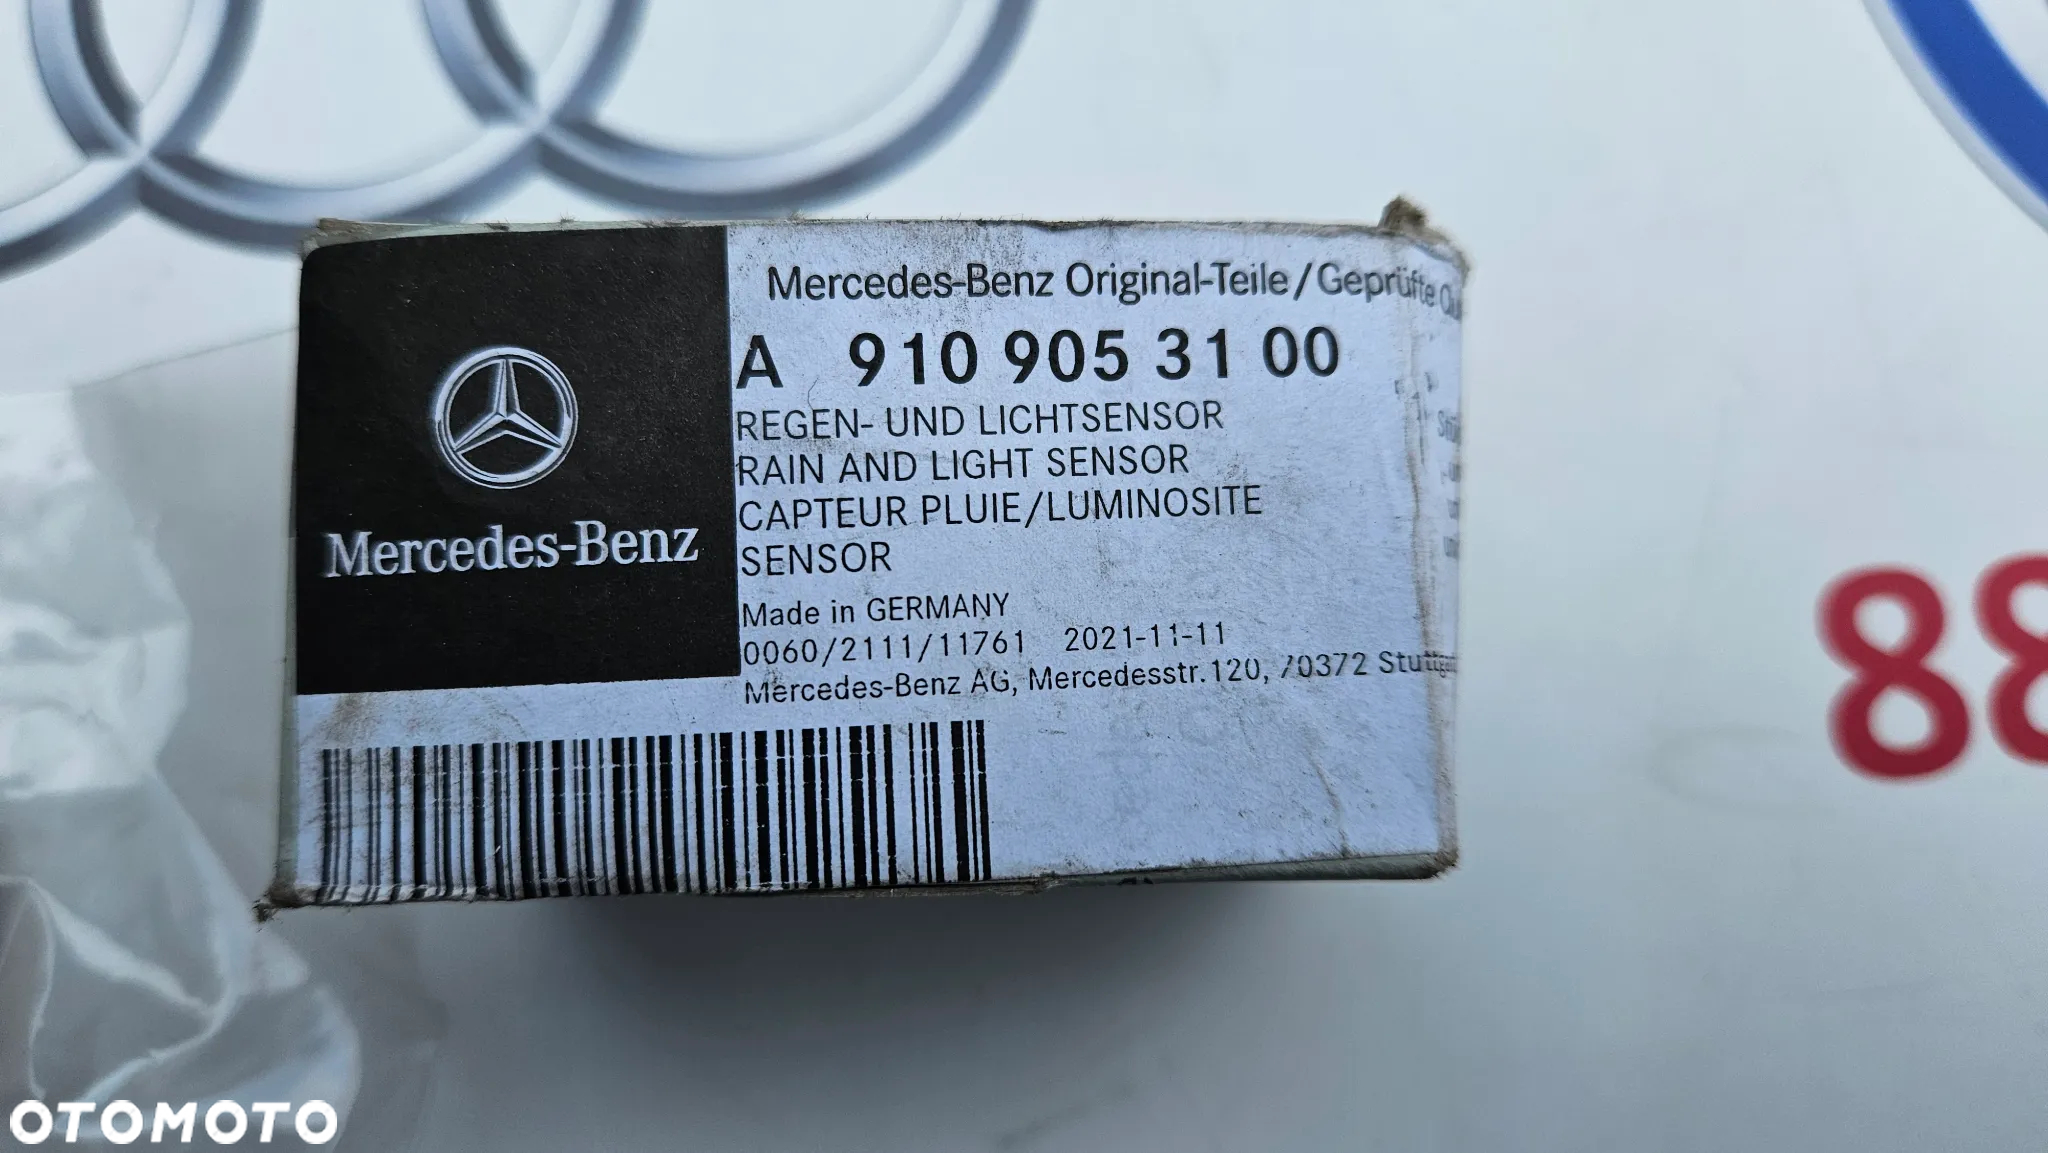 Mercedes-Benz Original-Teile/Geprüfte
A 910 905 31 00
REGEN- UND LICHTSENSOR
RAIN AND LIGHT SENSOR
CAPTEUR PLUIE/LUMINOSITE
SENSOR
Mercedes-Benz
Made in GERMANY
0060/2111/11761 2021-11-11
Mercedes-Benz AG, Mercedesstr. 120, 70372 Stuttgart
88
OTOMOTO